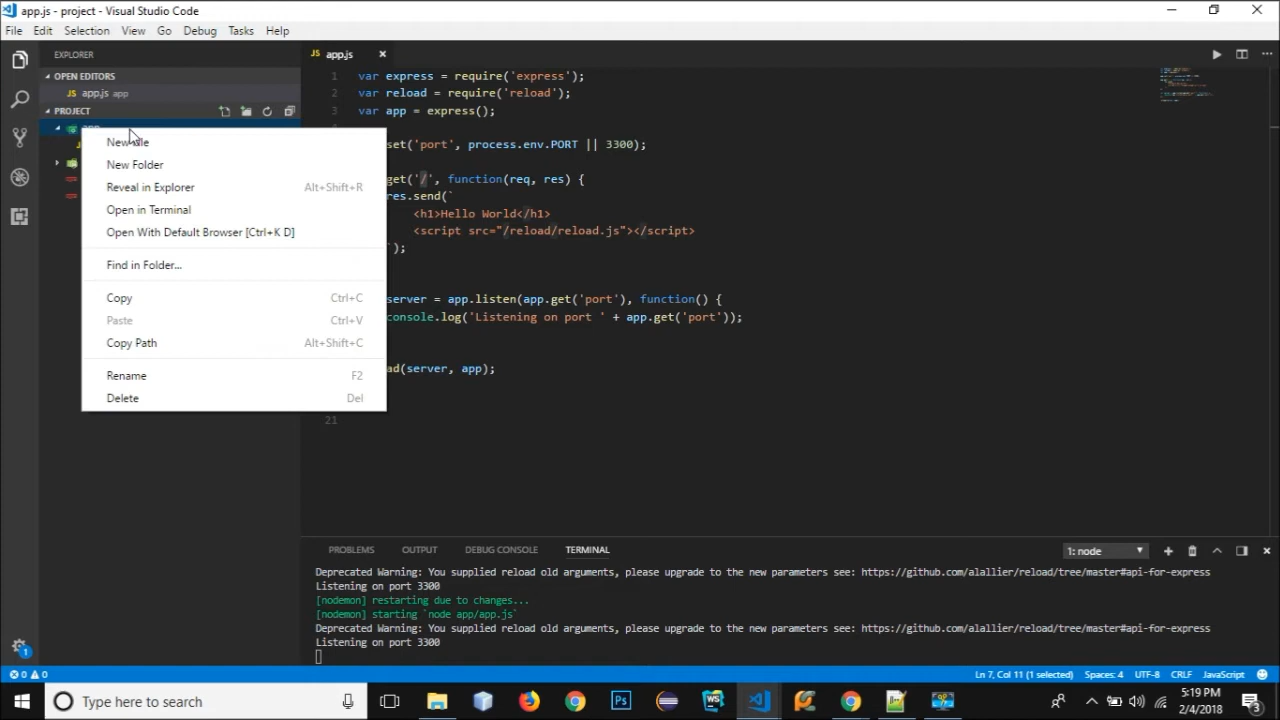 app.js - project - Visual Studio Code
File Edit Selection View Go Debug Tasks Help
EXPLORER
OPEN EDITORS
JS app.js app
PROJECT
app
New File
New Folder
Reveal in Explorer Alt+Shift+R
Open in Terminal
Open With Default Browser [Ctrl+K D]
Find in Folder...
Copy Ctrl+C
Paste Ctrl+V
Copy Path Alt+Shift+C
Rename F2
Delete Del
JS app.js
1 var express = require('express');
2 var reload = require('reload');
3 var app = express();
set('port', process.env.PORT || 3300);
get('/', function(req, res) {
res.send(`
<h1>Hello World</h1>
<script src="/reload/reload.js"></script>
`);
server = app.listen(app.get('port'), function() {
console.log('Listening on port ' + app.get('port'));
ad(server, app);
21
PROBLEMS OUTPUT DEBUG CONSOLE TERMINAL 1: node
Deprecated Warning: You supplied reload old arguments, please upgrade to the new parameters see: https://github.com/alallier/reload/tree/master#api-for-express
Listening on port 3300
[nodemon] restarting due to changes...
[nodemon] starting `node app/app.js`
Deprecated Warning: You supplied reload old arguments, please upgrade to the new parameters see: https://github.com/alallier/reload/tree/master#api-for-express
Listening on port 3300
1
0 0 Ln 7, Col 11 (1 selected) Spaces: 4 UTF-8 CRLF JavaScript
Type here to search
Ps
WS
5:19 PM
2/4/2018
3